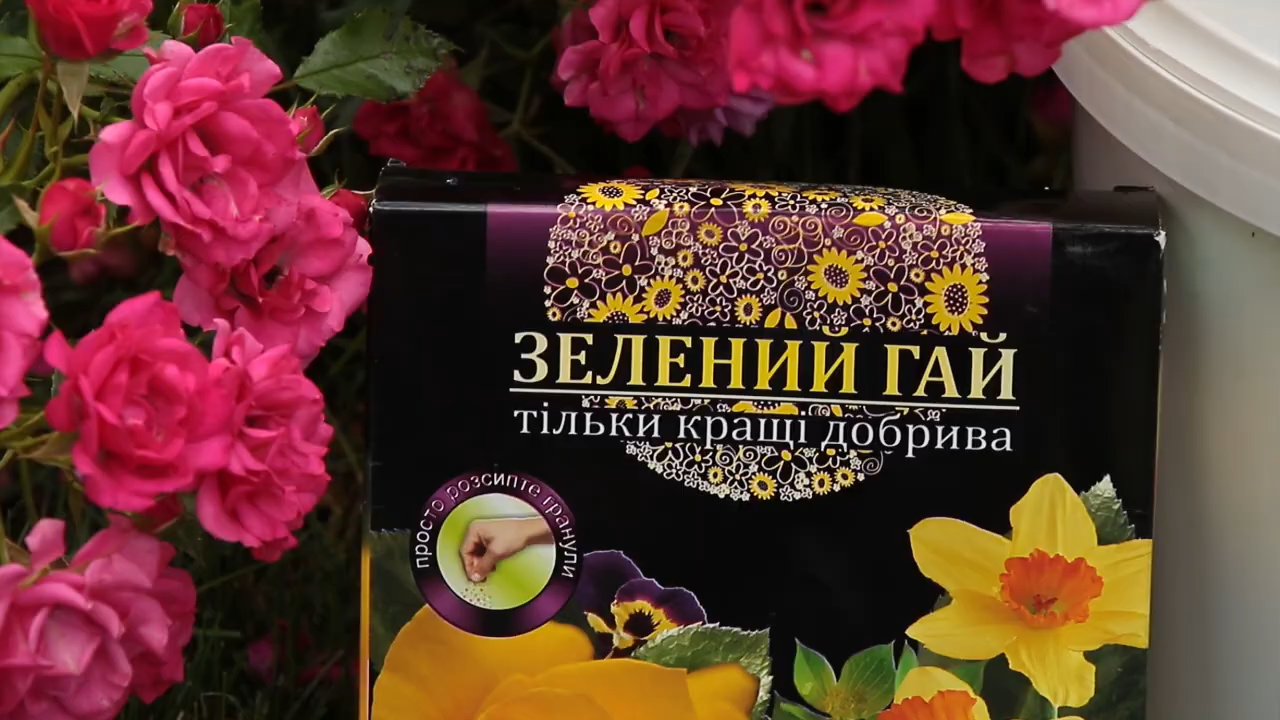 ЗЕЛЕНИЙ ГАЙ
тільки кращі добрива
просто розсипте гранули